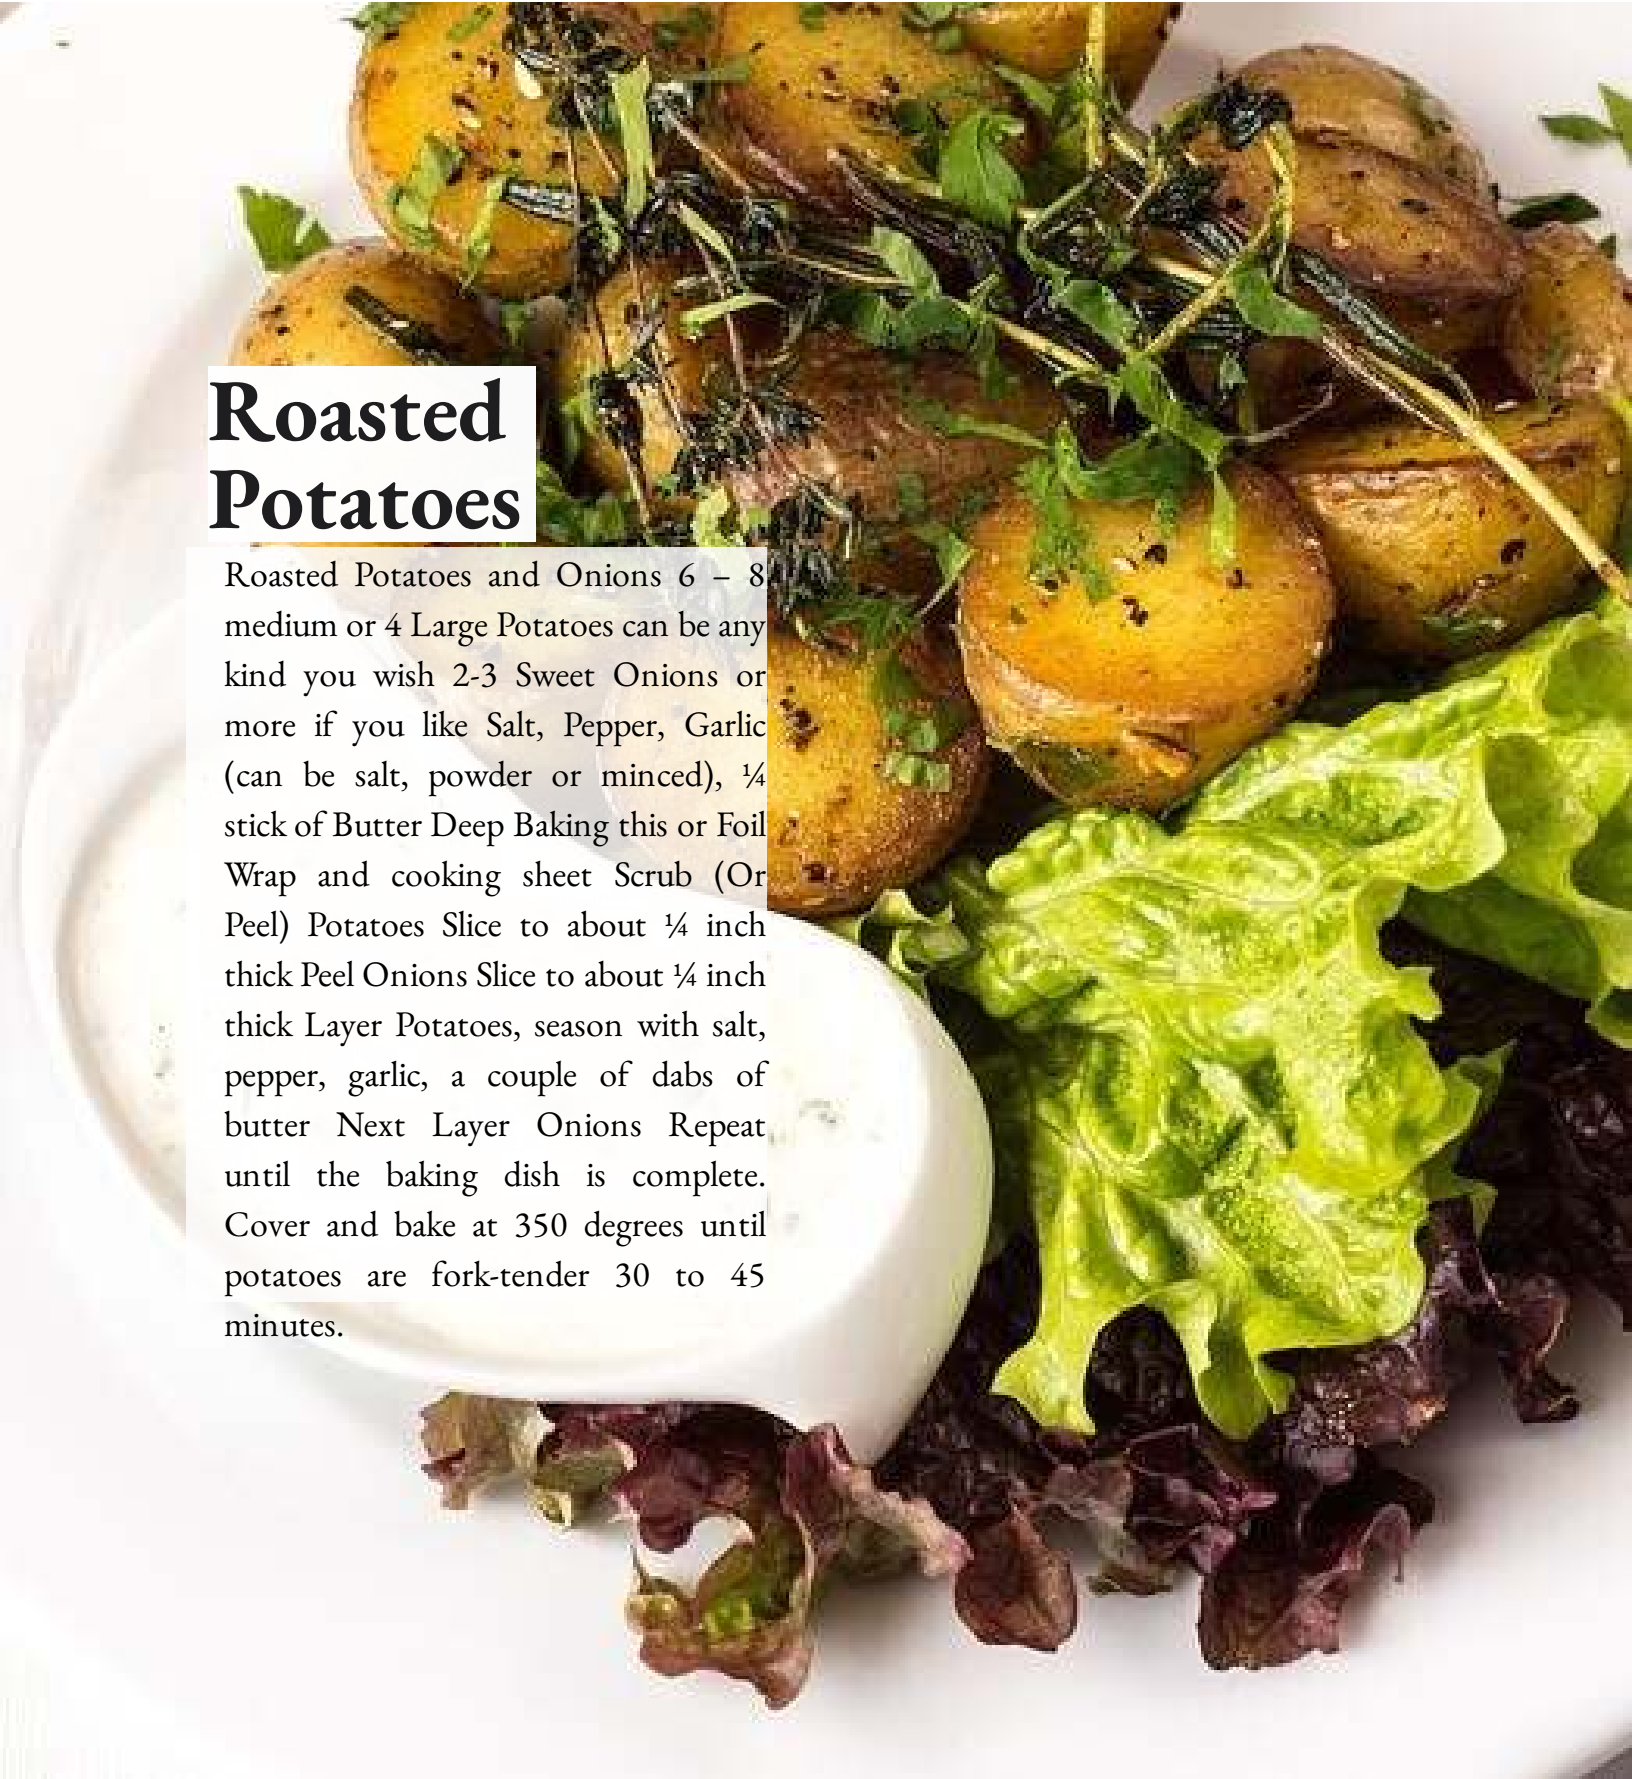 Roasted
Potatoes
Roasted Potatoes and Onions 6 – 8
medium or 4 Large Potatoes can be any
kind you wish 2-3 Sweet Onions or
more if you like Salt, Pepper, Garlic
(can be salt, powder or minced), ¼
stick of Butter Deep Baking this or Foil
Wrap and cooking sheet Scrub (Or
Peel) Potatoes Slice to about ¼ inch
thick Peel Onions Slice to about ¼ inch
thick Layer Potatoes, season with salt,
pepper, garlic, a couple of dabs of
butter Next Layer Onions Repeat
until the baking dish is complete.
Cover and bake at 350 degrees until
potatoes are fork-tender 30 to 45
minutes.